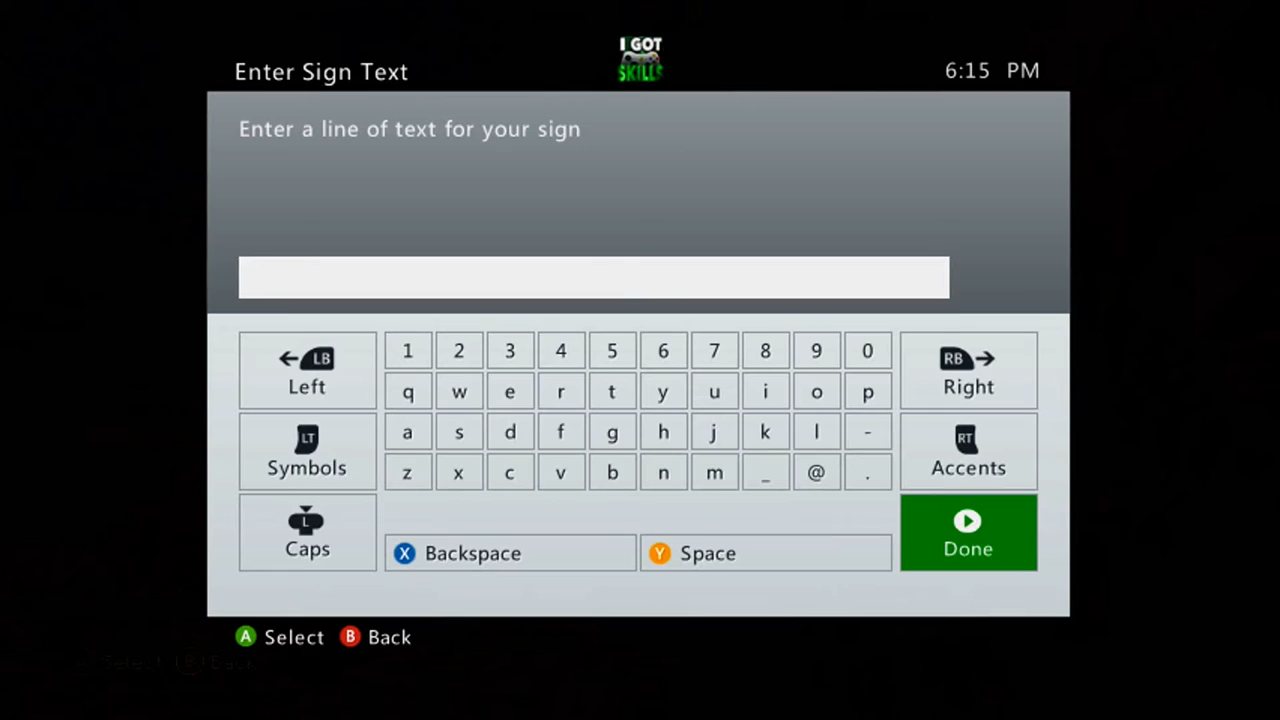 I GOT
SKILLS
Enter Sign Text
6:15 PM
Enter a line of text for your sign
LB
Left
1 2 3 4 5 6 7 8 9 0
RB
Right
q w e r t y u i o p
LT
Symbols
a s d f g h j k l -
RT
Accents
z x c v b n m _ @ .
L
Caps
X Backspace
Y Space
Done
A Select B Back
Select B Back